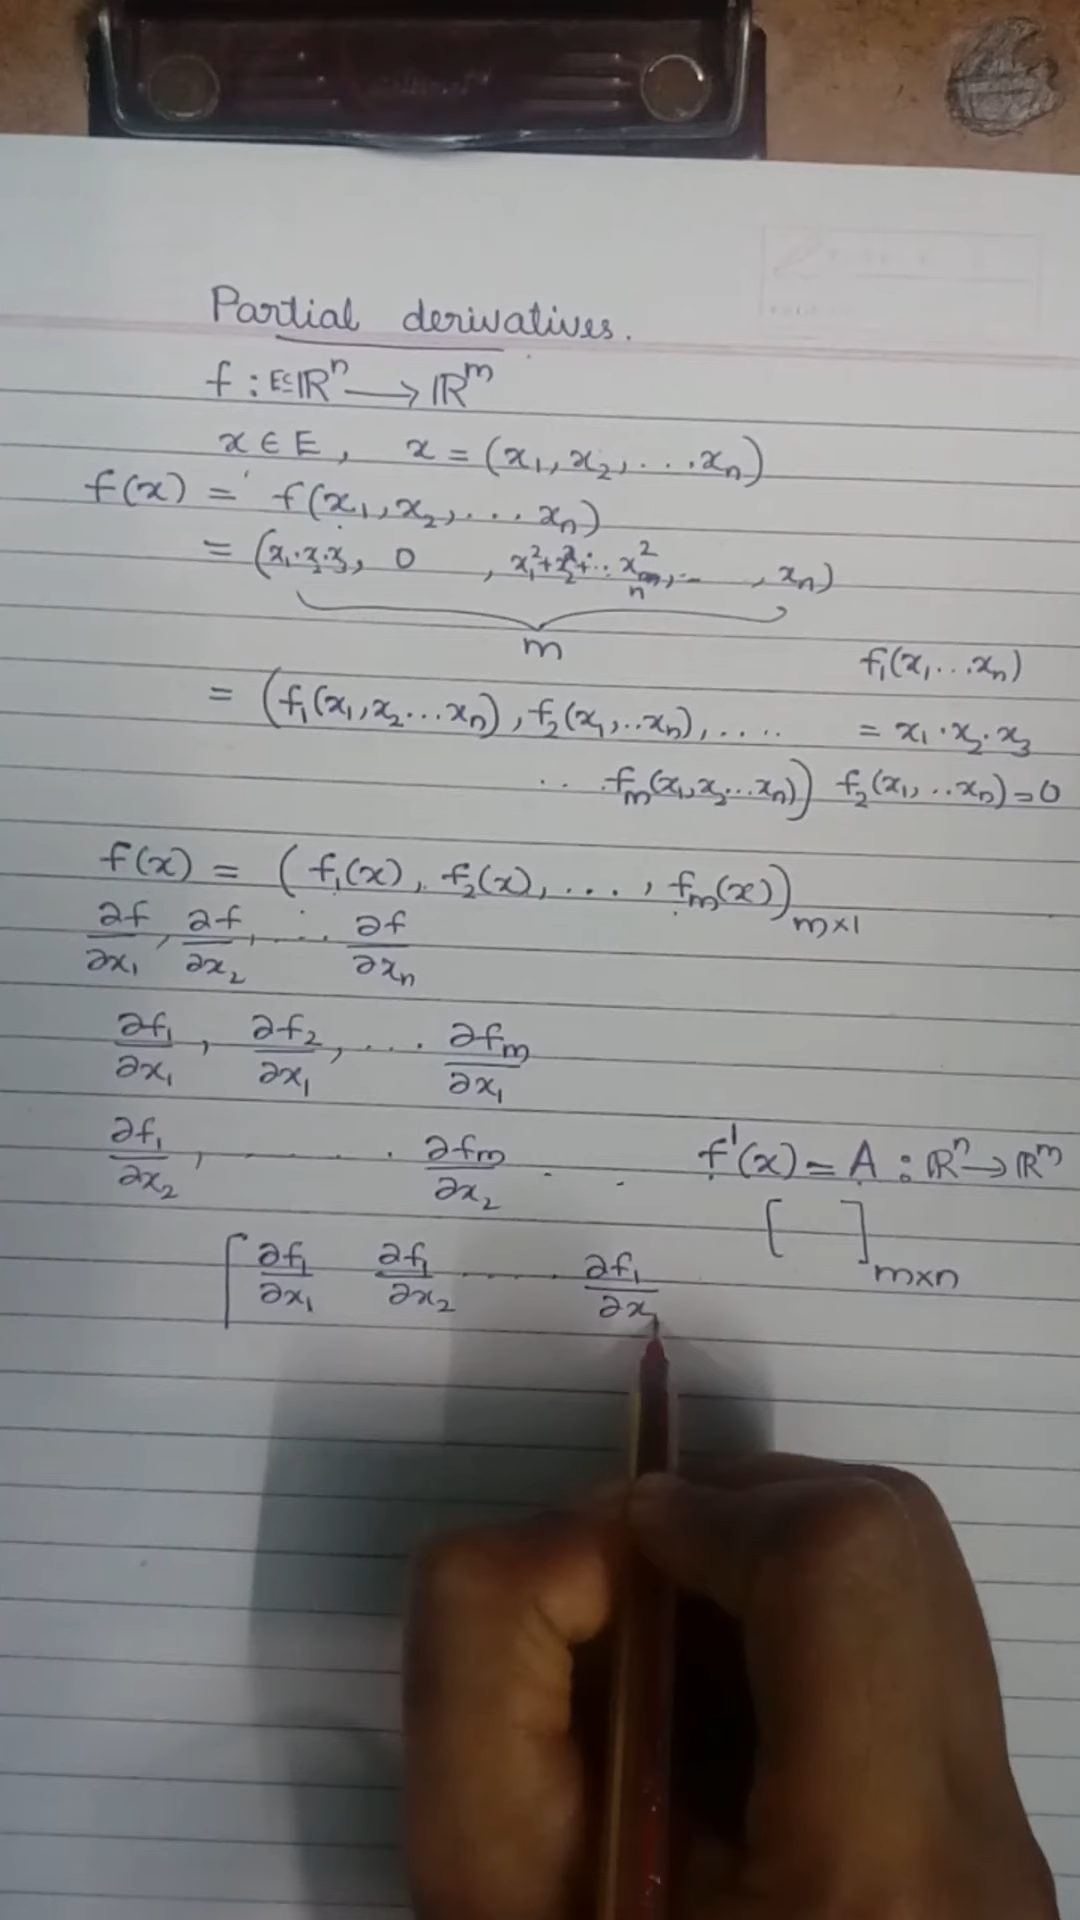 Partial derivatives.
f : E⊆ℝⁿ ⟶ ℝᵐ
x ∈ E, x = (x₁, x₂, . . . xₙ)
f(x) = f(x₁, x₂, . . . xₙ)
= (x₁·x₂·x₃, 0 , x₁²+x₂²+.. xₙ², .. , xₙ)
m
f₁(x₁...xₙ)
= (f₁(x₁,x₂...xₙ), f₂(x₁,..xₙ), .... = x₁·x₂·x₃
.. fₘ(x₁,x₂...xₙ)) f₂(x₁,..xₙ)=0
f(x) = (f₁(x), f₂(x), ..., fₘ(x))ₘₓ₁
∂f/∂x₁, ∂f/∂x₂, ... ∂f/∂xₙ
∂f₁/∂x₁, ∂f₂/∂x₁, ... ∂fₘ/∂x₁
∂f₁/∂x₂, . . . . ∂fₘ/∂x₂ . . f'(x) = A : ℝⁿ → ℝᵐ
[ ]ₘₓₙ
[ ∂f₁/∂x₁ ∂f₁/∂x₂ ..... ∂f₁/∂x